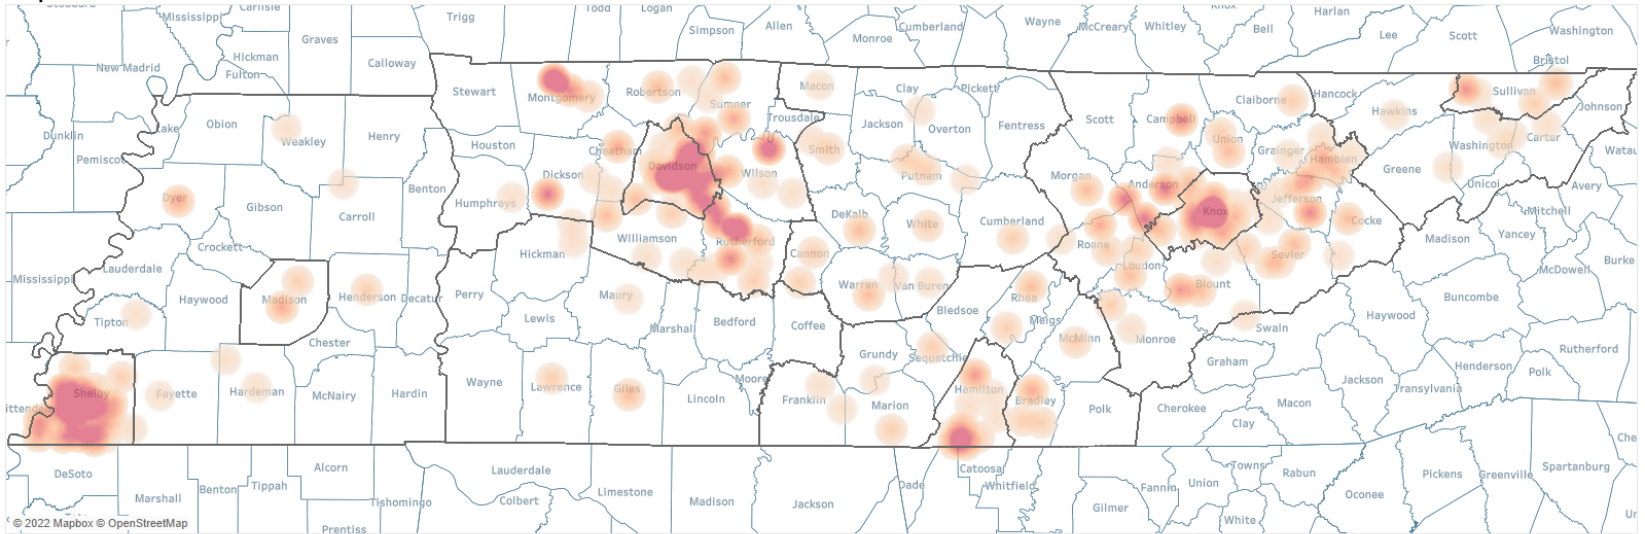 Carlisle
Todd
Logan
Knox
Mississippi
Trigg
Simpson
Allen
Cumberland
Wayne
McCreary
Whitley
Bell
Harlan
Lee
Scott
Washington
Graves
Monroe
Hickman
Calloway
New Madrid
Fulton
Bristol
Stewart
Montgomery
Robertson
Sumner
Macon
Clay
Pickett
Claiborne
Hancock
Hawkins
Sullivan
Johnson
Dunklin
Lake
Obion
Weakley
Henry
Houston
Trousdale
Jackson
Overton
Fentress
Scott
Campbell
Union
Grainger
Hamblen
Washington
Carter
Pemiscot
Cheatham
Davidson
Wilson
Smith
Putnam
Morgan
Anderson
Greene
Unicoi
Avery
Dyer
Gibson
Carroll
Benton
Humphreys
Dickson
DeKalb
White
Cumberland
Knox
Jefferson
Cocke
Mitchell
Crockett
Hickman
Williamson
Rutherford
Cannon
Roane
Loudon
Sevier
Madison
Yancey
Burke
Mississippi
Lauderdale
Haywood
Madison
Henderson
Decatur
Perry
Maury
Warren
Van Buren
Rhea
Blount
McDowell
Buncombe
Tipton
Chester
Lewis
Marshall
Bedford
Coffee
Bledsoe
Meigs
McMinn
Monroe
Swain
Haywood
Rutherford
Grundy
Sequatchie
Graham
Henderson
Polk
Shelby
Fayette
Hardeman
McNairy
Hardin
Wayne
Lawrence
Giles
Lincoln
Moore
Franklin
Marion
Hamilton
Bradley
Polk
Cherokee
Jackson
Macon
Transylvania
Clay
DeSoto
Marshall
Benton
Tippah
Alcorn
Tishomingo
Prentiss
Lauderdale
Colbert
Limestone
Madison
Jackson
Dade
Catoosa
Whitfield
Gilmer
Fannin
Union
Towns
Rabun
White
Oconee
Pickens
Greenville
Spartanburg
© 2022 Mapbox © OpenStreetMap